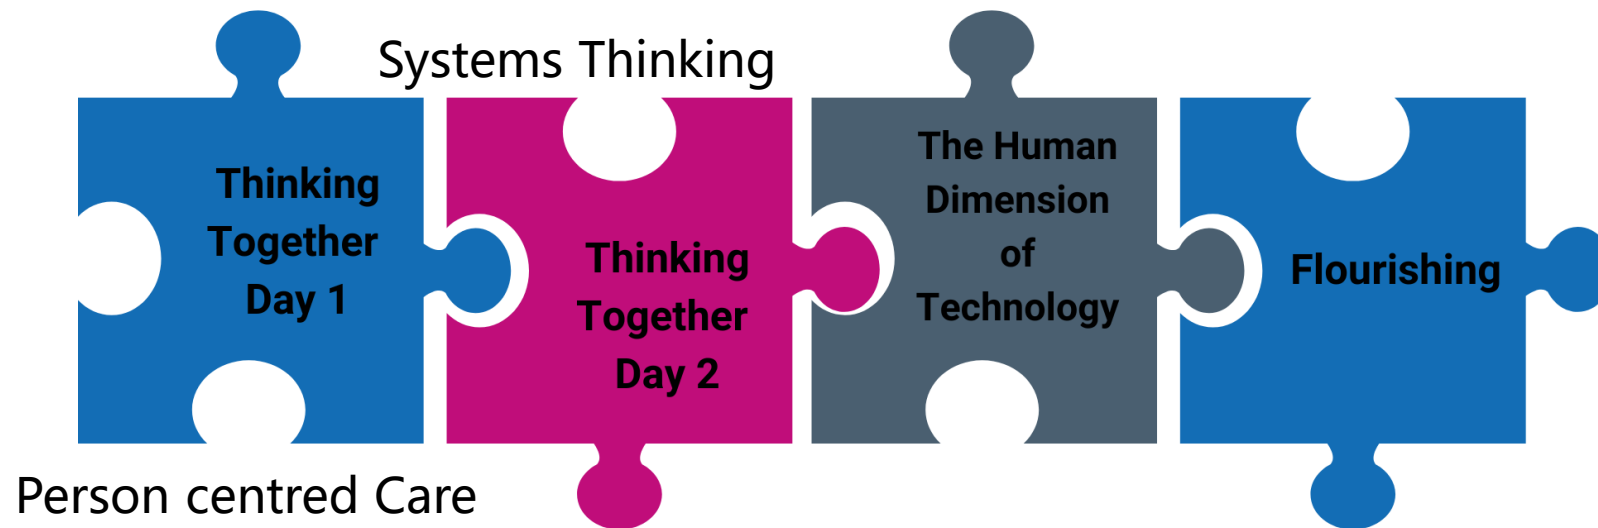 Systems Thinking
Thinking
Together
Day 1
Thinking
Together
Day 2
The Human
Dimension
of
Technology
Flourishing
Person centred Care